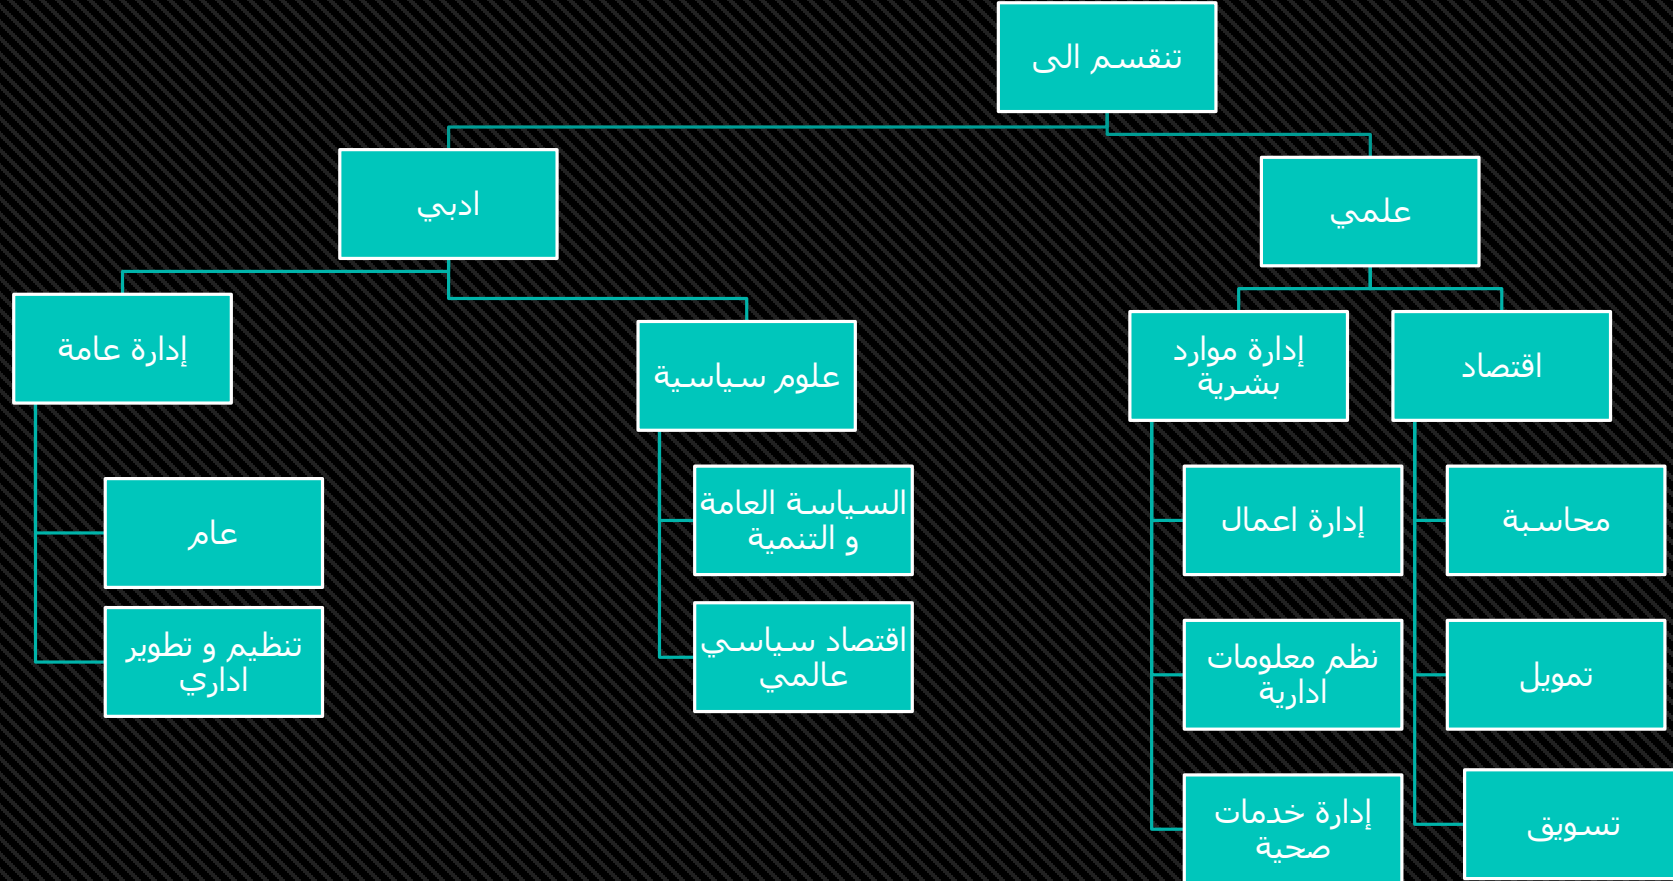 تنقسم الى
علمي
ادبي
اقتصاد
إدارة موارد
بشرية
علوم سياسية
إدارة عامة
محاسبة
تمويل
تسويق
إدارة اعمال
نظم معلومات
ادارية
إدارة خدمات
صحية
السياسة العامة
و التنمية
اقتصاد سياسي
عالمي
عام
تنظيم و تطوير
اداري